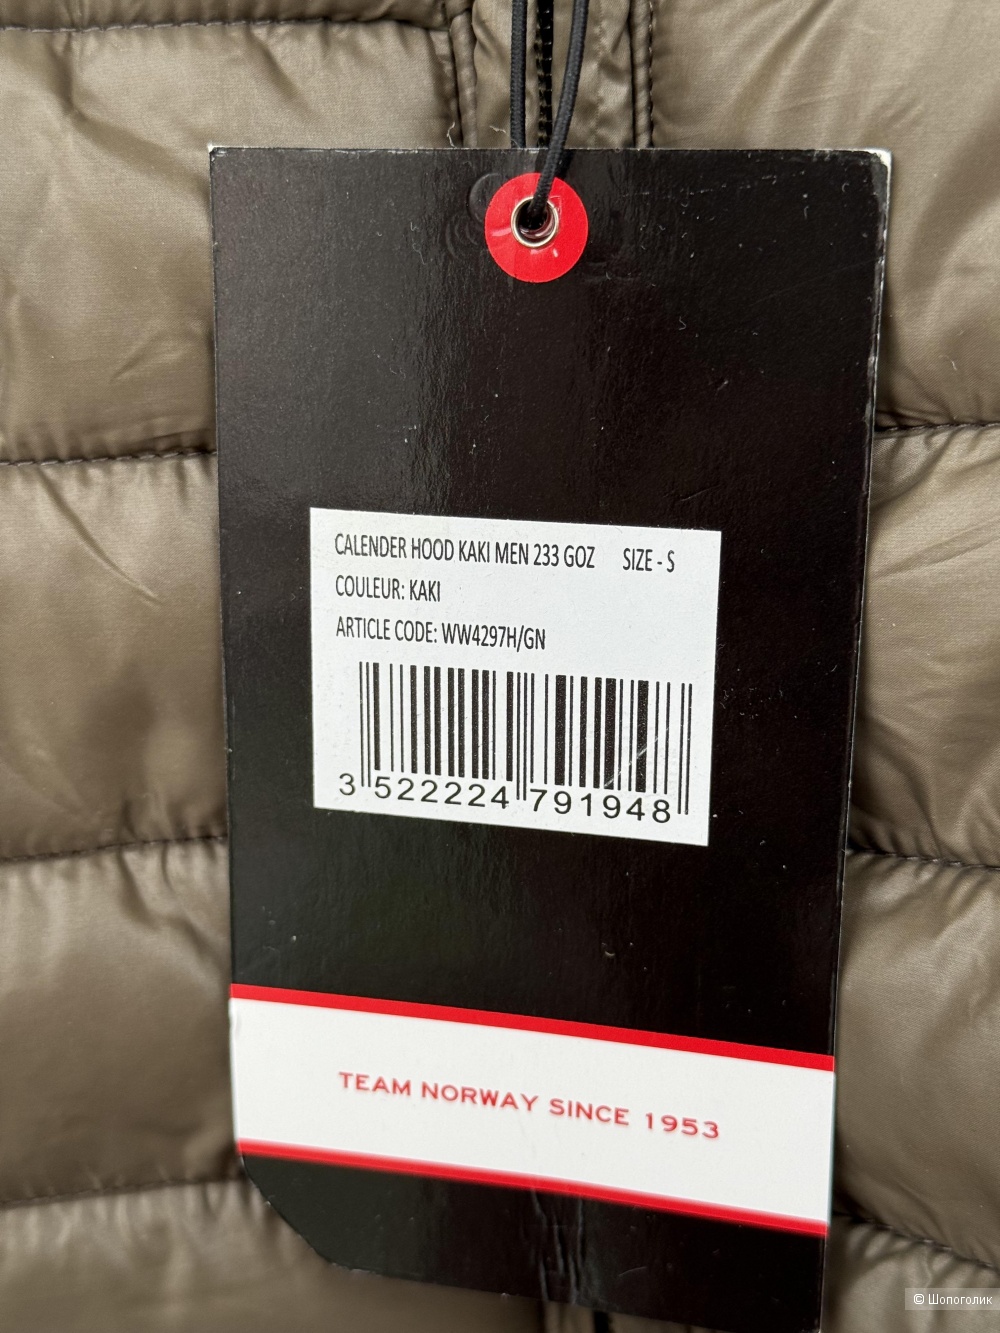 CALENDER HOOD KAKI MEN 233 GOZ SIZE - S
COULEUR: KAKI
ARTICLE CODE: WW4297H/GN
3 522224 791948
TEAM NORWAY SINCE 1953
© Шопоголик